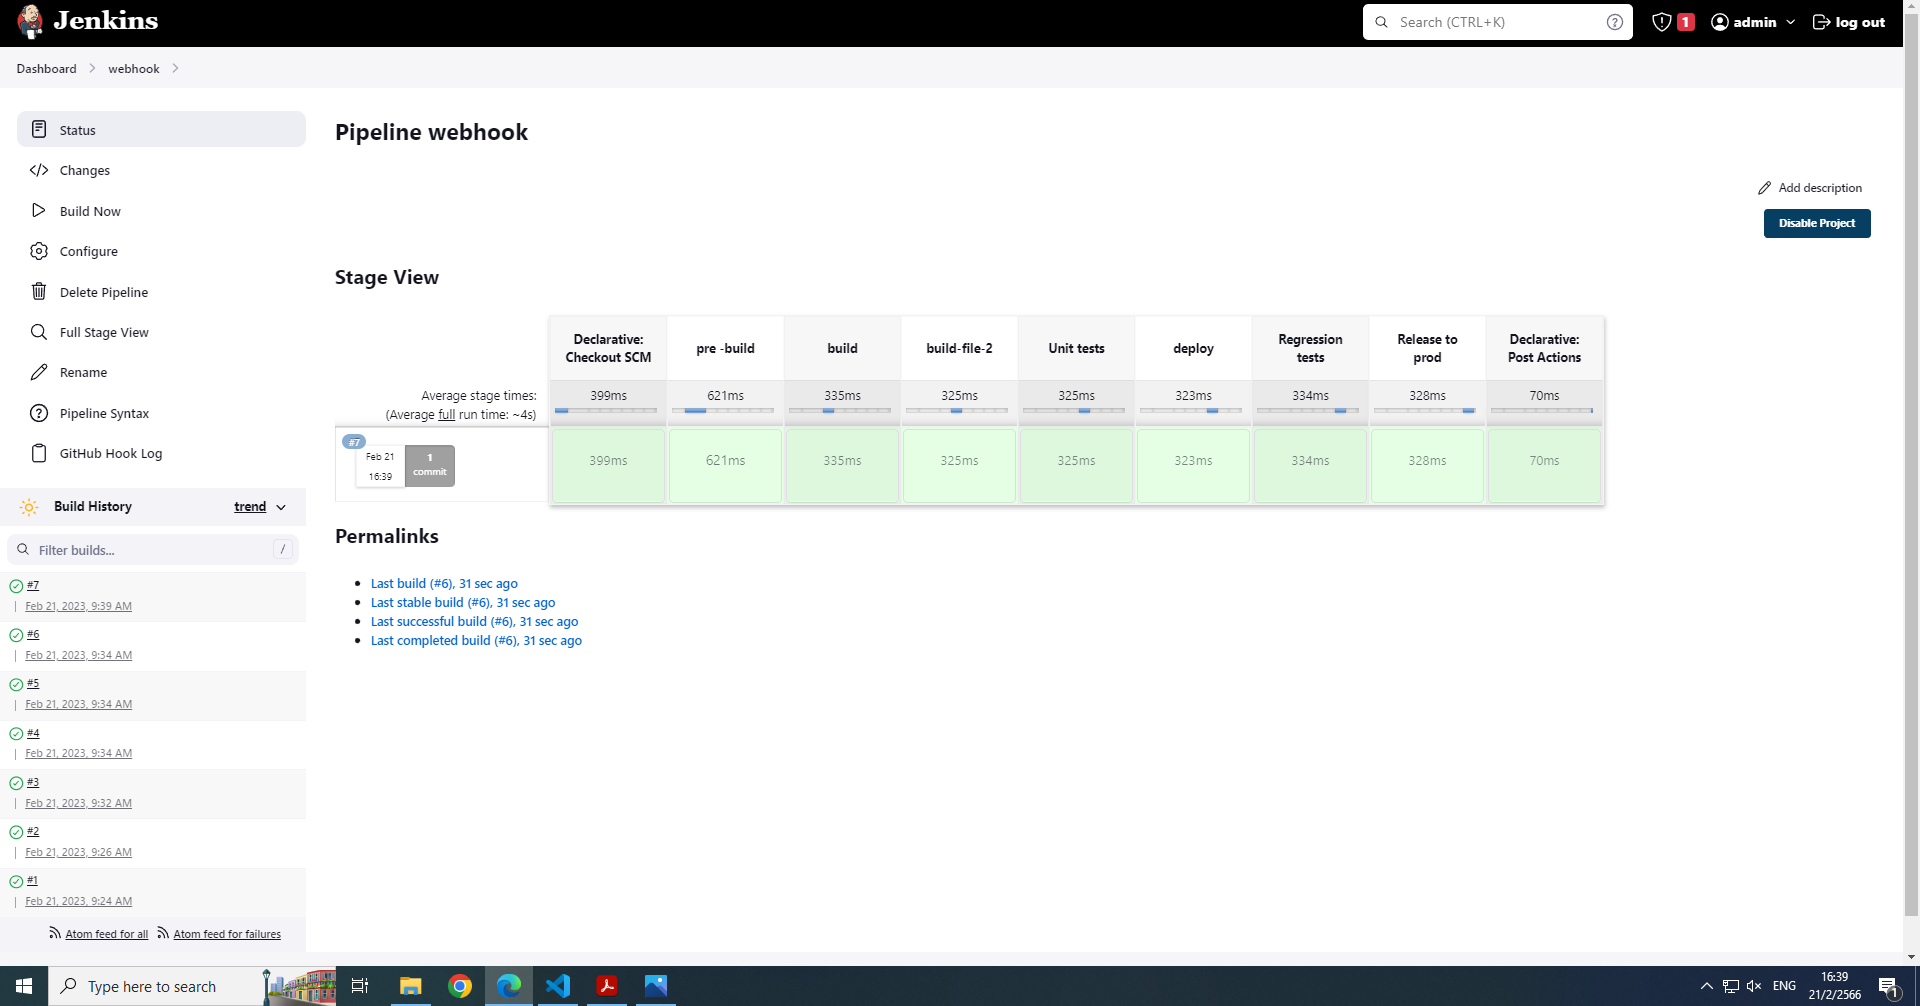 Jenkins
Search (CTRL+K)
1
admin
log out
Dashboard
webhook
Status
Changes
Build Now
Configure
Delete Pipeline
Full Stage View
Rename
Pipeline Syntax
GitHub Hook Log
Build History
trend
Filter builds...
/
#7
Feb 21, 2023, 9:39 AM
#6
Feb 21, 2023, 9:34 AM
#5
Feb 21, 2023, 9:34 AM
#4
Feb 21, 2023, 9:34 AM
#3
Feb 21, 2023, 9:32 AM
#2
Feb 21, 2023, 9:26 AM
#1
Feb 21, 2023, 9:24 AM
Atom feed for all
Atom feed for failures
Pipeline webhook
Add description
Disable Project
Stage View
Declarative: Checkout SCM
pre -build
build
build-file-2
Unit tests
deploy
Regression tests
Release to prod
Declarative: Post Actions
Average stage times:
(Average full run time: ~4s)
399ms
621ms
335ms
325ms
325ms
323ms
334ms
328ms
70ms
#7
Feb 21
16:39
1
commit
399ms
621ms
335ms
325ms
325ms
323ms
334ms
328ms
70ms
Permalinks
Last build (#6), 31 sec ago
Last stable build (#6), 31 sec ago
Last successful build (#6), 31 sec ago
Last completed build (#6), 31 sec ago
Type here to search
ENG
16:39
21/2/2566
1